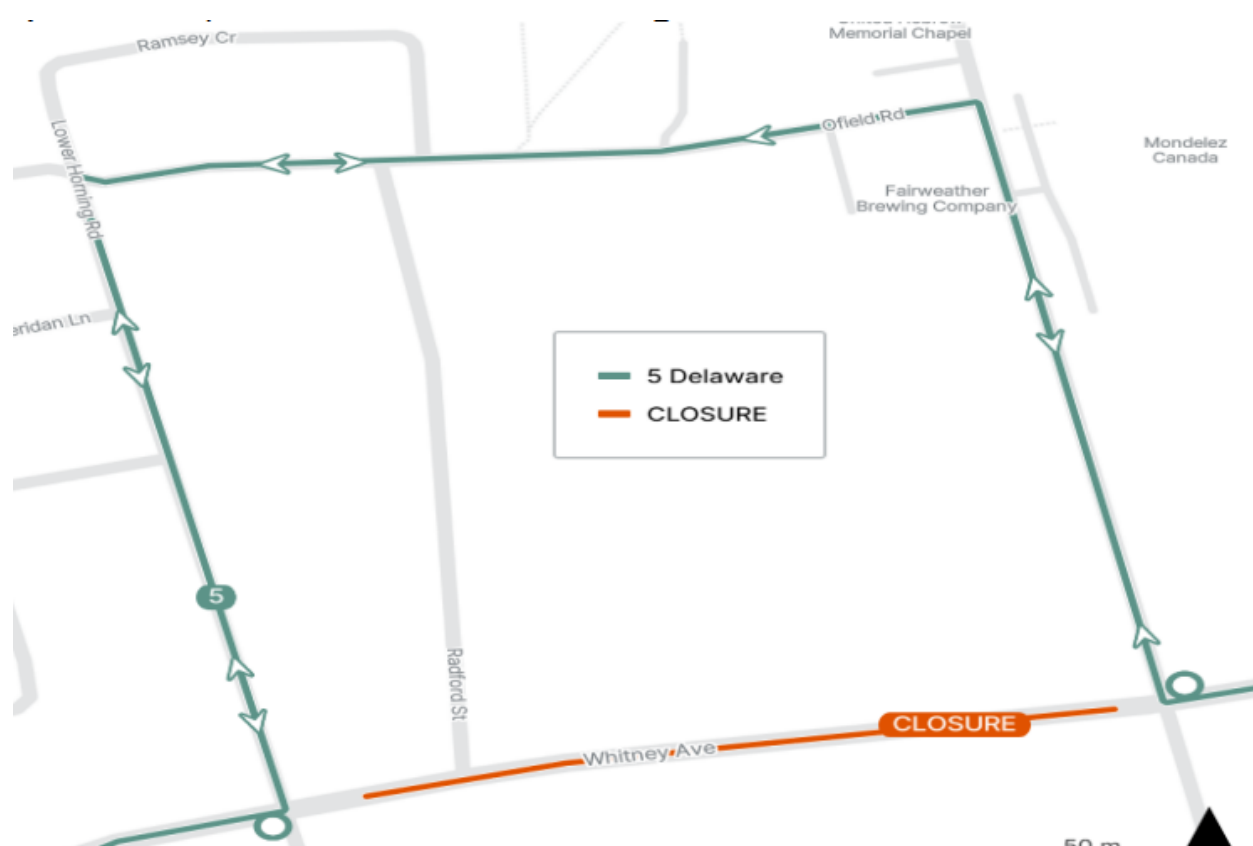 Ramsey Cr
Memorial Chapel
Ofield Rd
Lower Horning Rd
Mondelez
Canada
Fairweather
Brewing Company
eridan Ln
5 Delaware
CLOSURE
5
Radford St
CLOSURE
Whitney Ave
50 m